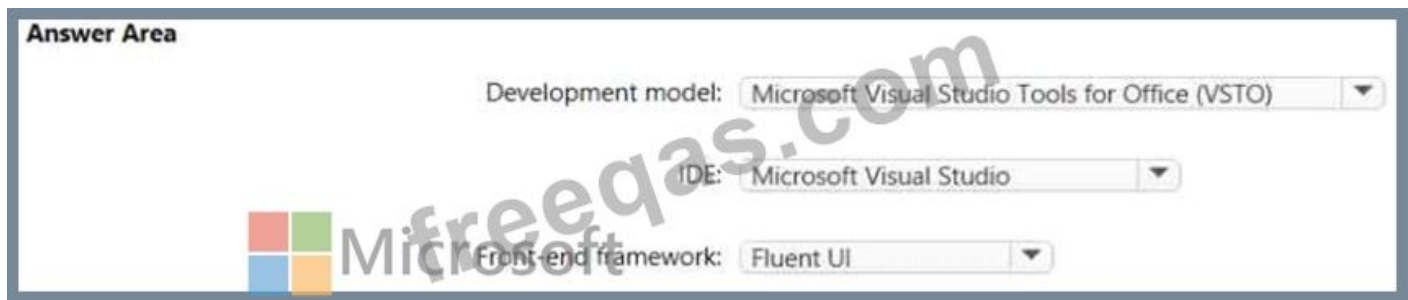 Answer Area
Development model: Microsoft Visual Studio Tools for Office (VSTO)
IDE: Microsoft Visual Studio
Front-end framework: Fluent UI
Microsoft
freeqas.com